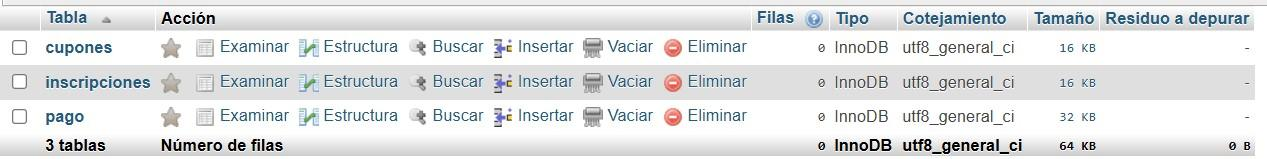 Tabla Acción Filas Tipo Cotejamiento Tamaño Residuo a depurar
cupones Examinar Estructura Buscar Insertar Vaciar Eliminar 0 InnoDB utf8_general_ci 16 KB -
inscripciones Examinar Estructura Buscar Insertar Vaciar Eliminar 0 InnoDB utf8_general_ci 16 KB -
pago Examinar Estructura Buscar Insertar Vaciar Eliminar 0 InnoDB utf8_general_ci 32 KB -
3 tablas Número de filas 0 InnoDB utf8_general_ci 64 KB 0 B